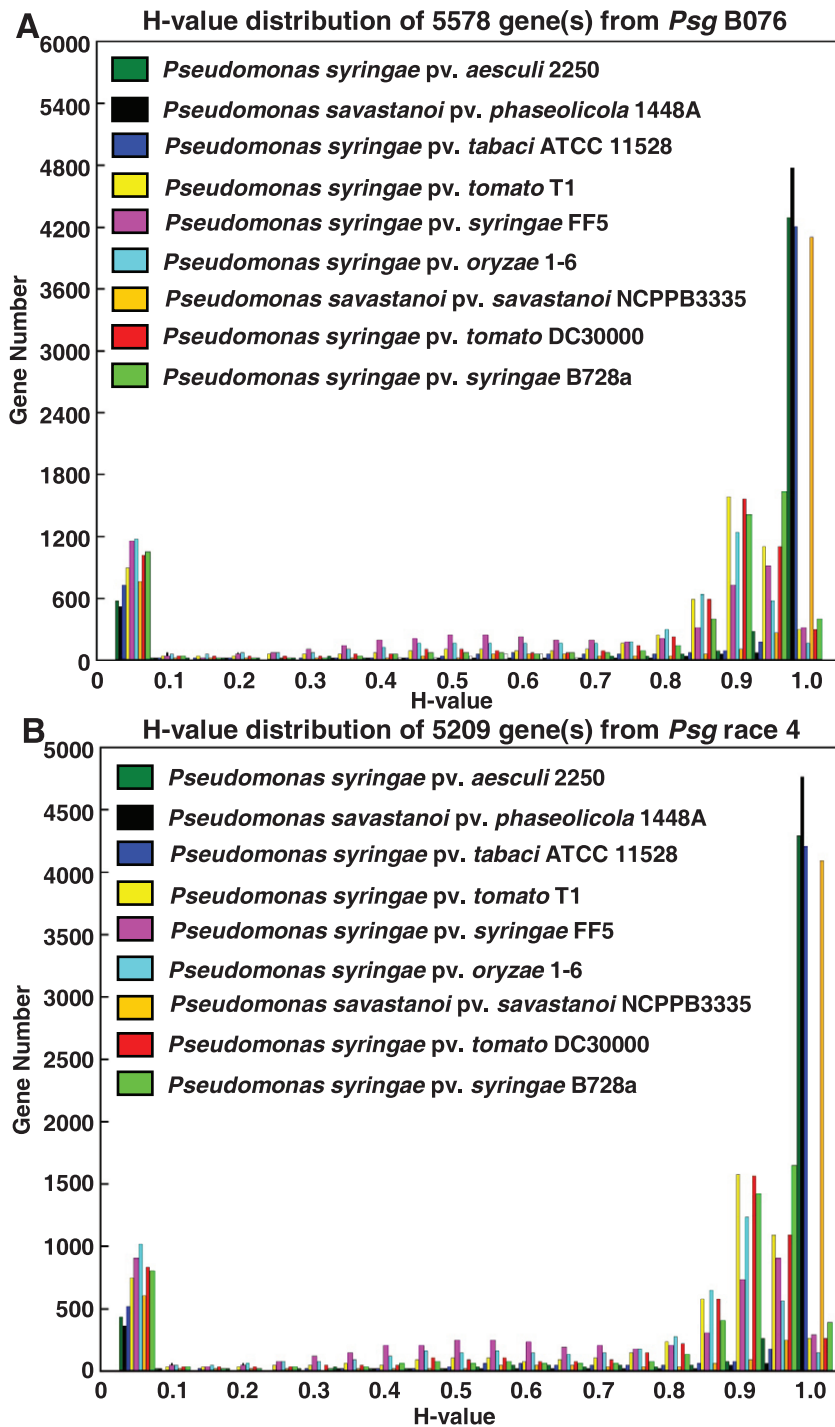 A
H-value distribution of 5578 gene(s) from Psg B076
6000
5400
4800
4200
3600
3000
2400
1800
1200
600
0
Gene Number
Pseudomonas syringae pv. aesculi 2250
Pseudomonas savastanoi pv. phaseolicola 1448A
Pseudomonas syringae pv. tabaci ATCC 11528
Pseudomonas syringae pv. tomato T1
Pseudomonas syringae pv. syringae FF5
Pseudomonas syringae pv. oryzae 1-6
Pseudomonas savastanoi pv. savastanoi NCPPB3335
Pseudomonas syringae pv. tomato DC30000
Pseudomonas syringae pv. syringae B728a
0 0.1 0.2 0.3 0.4 0.5 0.6 0.7 0.8 0.9 1.0
H-value
B
H-value distribution of 5209 gene(s) from Psg race 4
5000
4500
4000
3500
3000
2500
2000
1500
1000
500
0
Gene Number
Pseudomonas syringae pv. aesculi 2250
Pseudomonas savastanoi pv. phaseolicola 1448A
Pseudomonas syringae pv. tabaci ATCC 11528
Pseudomonas syringae pv. tomato T1
Pseudomonas syringae pv. syringae FF5
Pseudomonas syringae pv. oryzae 1-6
Pseudomonas savastanoi pv. savastanoi NCPPB3335
Pseudomonas syringae pv. tomato DC30000
Pseudomonas syringae pv. syringae B728a
0 0.1 0.2 0.3 0.4 0.5 0.6 0.7 0.8 0.9 1.0
H-value